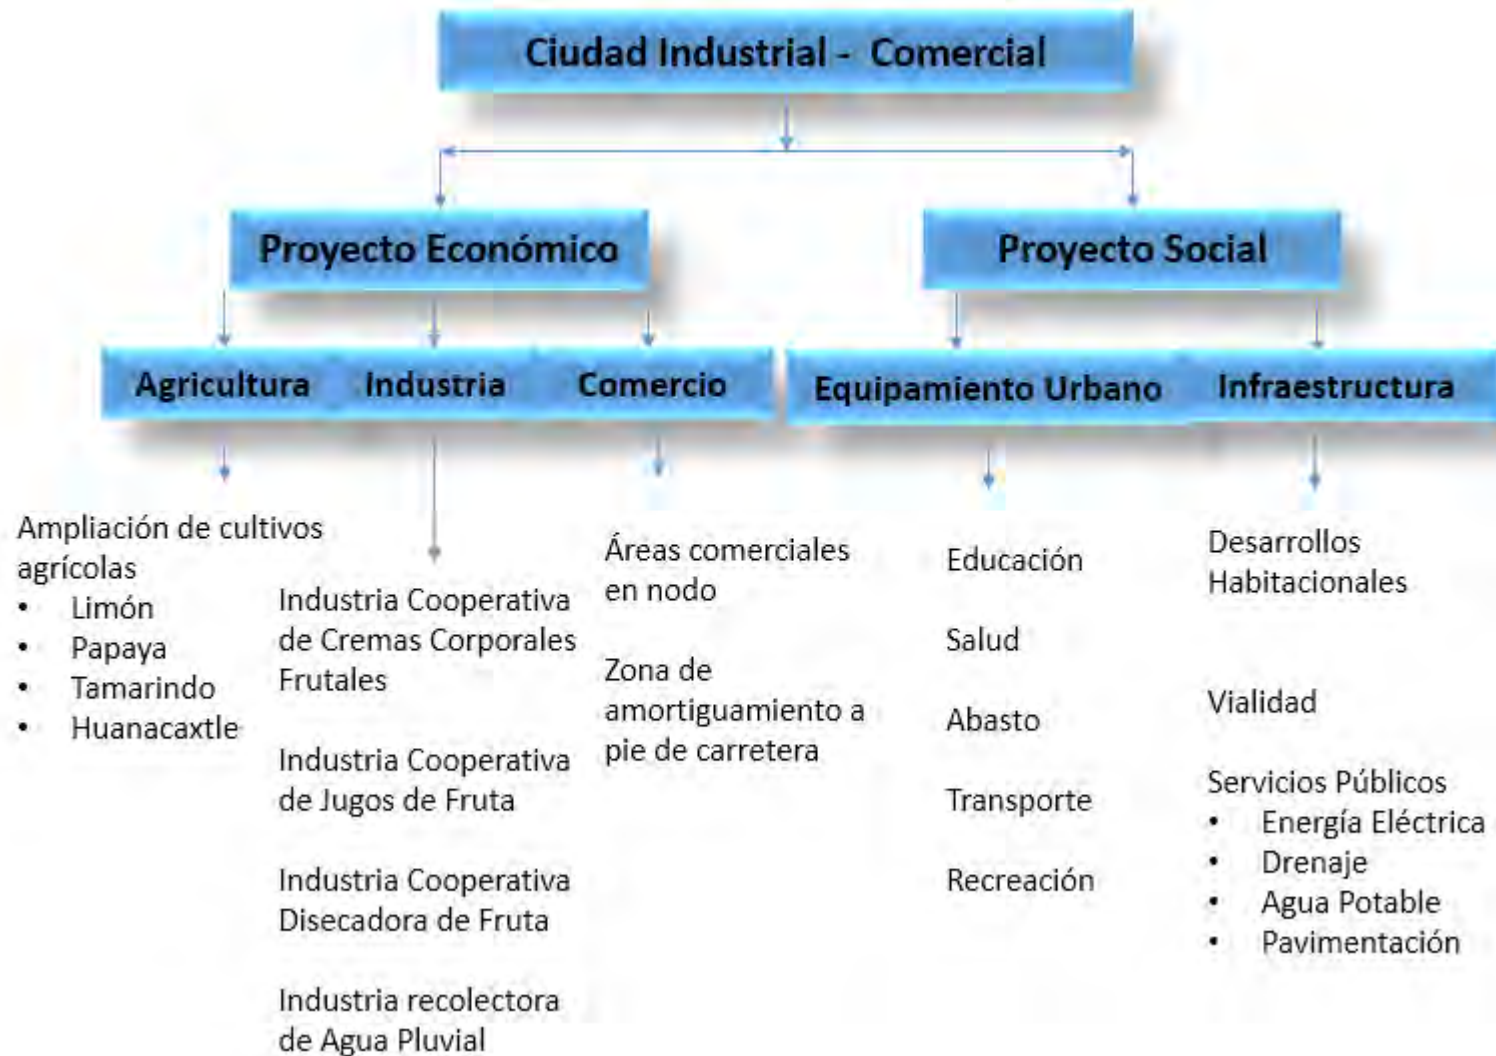 Ciudad Industrial - Comercial
Proyecto Económico
Proyecto Social
Agricultura
Industria
Comercio
Equipamiento Urbano
Infraestructura
Ampliación de cultivos
agrícolas
• Limón
• Papaya
• Tamarindo
• Huanacaxtle
Industria Cooperativa
de Cremas Corporales
Frutales
Industria Cooperativa
de Jugos de Fruta
Industria Cooperativa
Disecadora de Fruta
Industria recolectora
de Agua Pluvial
Áreas comerciales
en nodo
Zona de
amortiguamiento a
pie de carretera
Educación
Salud
Abasto
Transporte
Recreación
Desarrollos
Habitacionales
Vialidad
Servicios Públicos
• Energía Eléctrica
• Drenaje
• Agua Potable
• Pavimentación